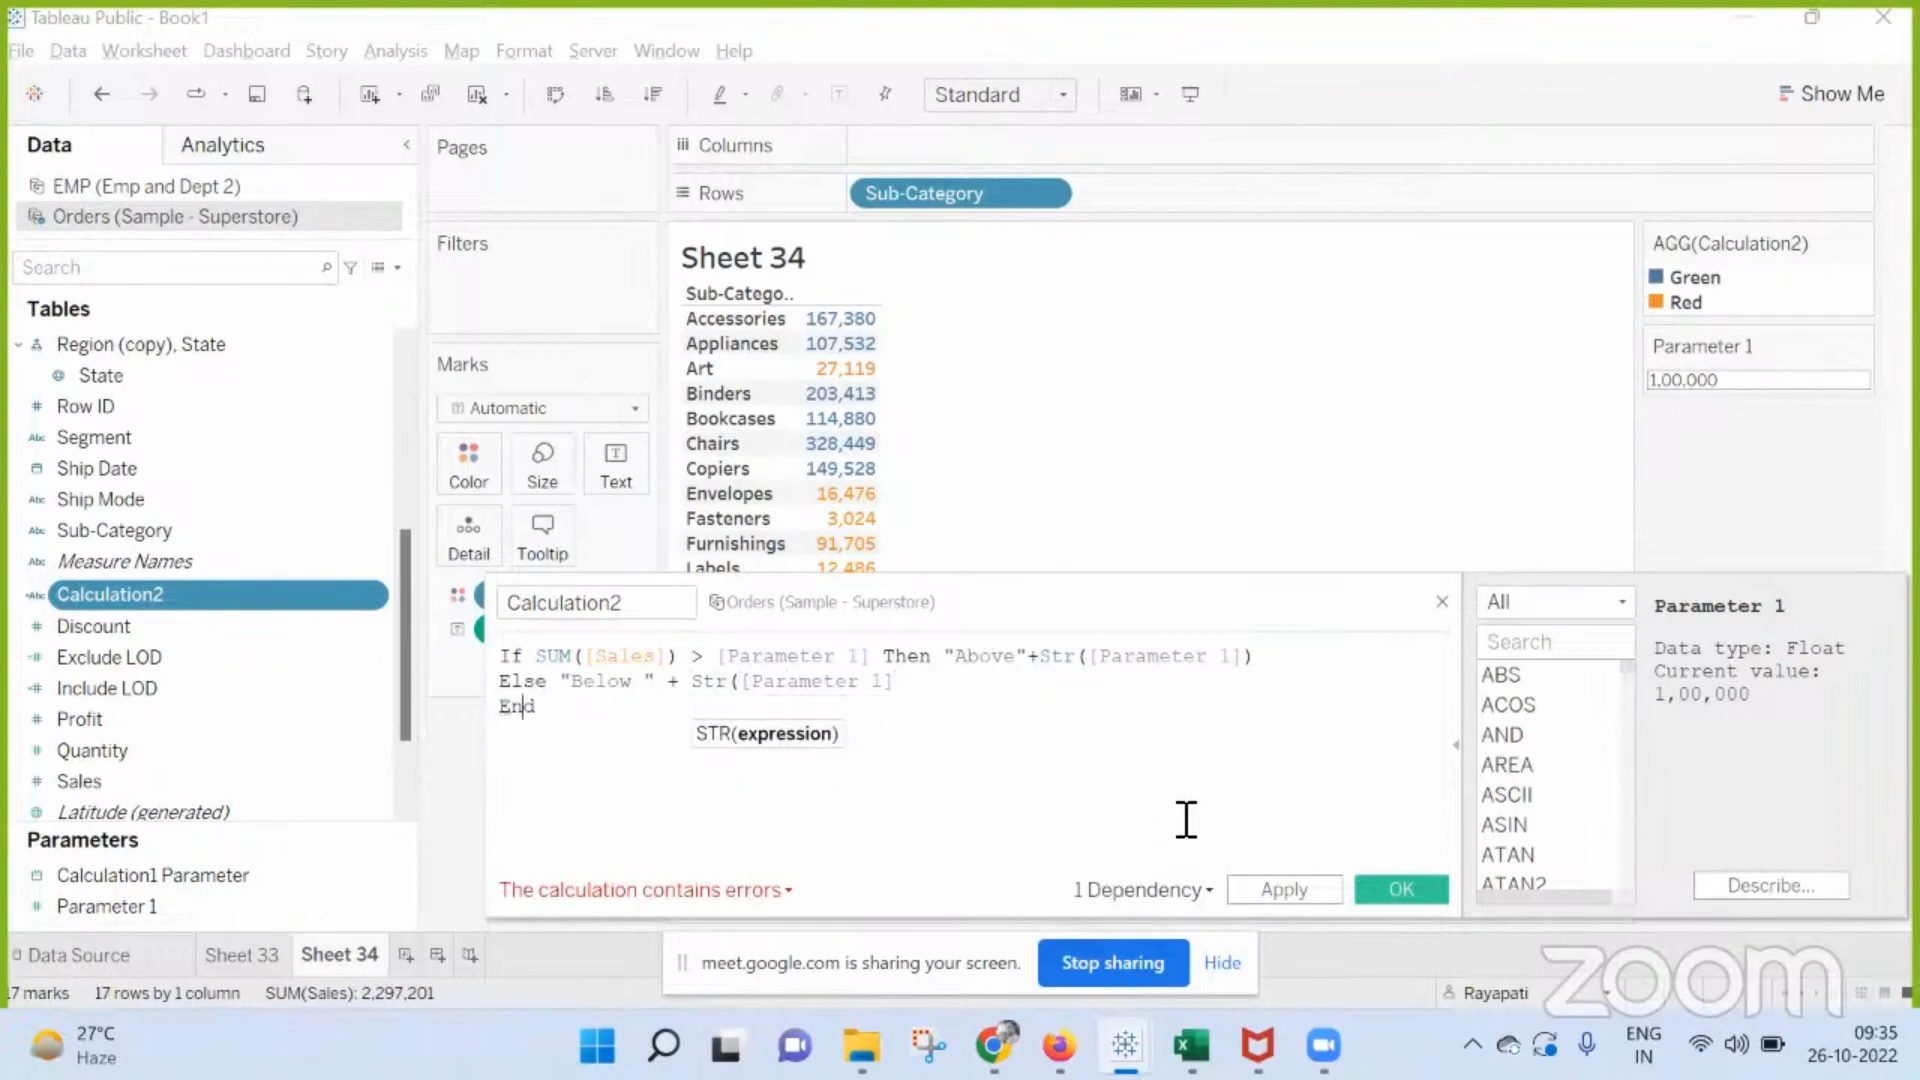 Tableau Public - Book1
File Data Worksheet Dashboard Story Analysis Map Format Server Window Help
Standard
Show Me
Data
Analytics
EMP (Emp and Dept 2)
Orders (Sample - Superstore)
Search
Tables
Region (copy), State
State
Row ID
Abc Segment
Ship Date
Abc Ship Mode
Abc Sub-Category
Abc Measure Names
Abc Calculation2
Discount
Exclude LOD
Include LOD
Profit
Quantity
Sales
Latitude (generated)
Parameters
Calculation1 Parameter
Parameter 1
Pages
Filters
Marks
Automatic
Color
Size
Text
Detail
Tooltip
Columns
Rows
Sub-Category
Sheet 34
Sub-Catego..
Accessories 167,380
Appliances 107,532
Art 27,119
Binders 203,413
Bookcases 114,880
Chairs 328,449
Copiers 149,528
Envelopes 16,476
Fasteners 3,024
Furnishings 91,705
Labels 12,486
AGG(Calculation2)
Green
Red
Parameter 1
1,00,000
Calculation2
Orders (Sample - Superstore)
If SUM([Sales]) > [Parameter 1] Then "Above"+Str([Parameter 1])
Else "Below " + Str([Parameter 1]
End
STR(expression)
The calculation contains errors
1 Dependency
Apply
OK
All
Search
ABS
ACOS
AND
AREA
ASCII
ASIN
ATAN
ATAN2
Parameter 1
Data type: Float
Current value:
1,00,000
Describe...
Data Source
Sheet 33
Sheet 34
meet.google.com is sharing your screen.
Stop sharing
Hide
17 marks
17 rows by 1 column
SUM(Sales): 2,297,201
Rayapati
zoom
27°C
Haze
ENG
IN
09:35
26-10-2022